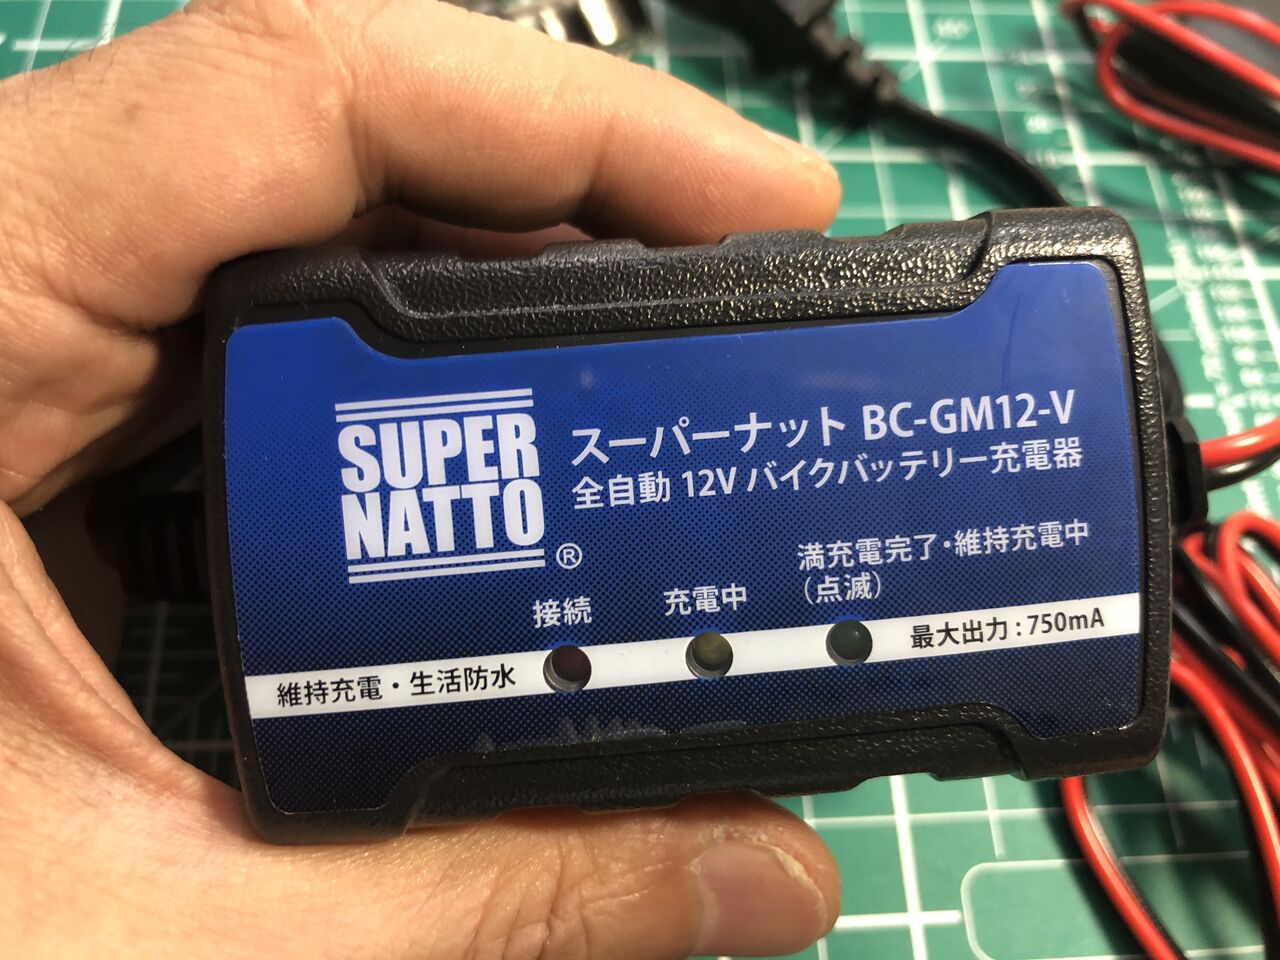 SUPER
NATTO
®
スーパーナット BC-GM12-V
全自動 12V バイクバッテリー充電器
接続
充電中
満充電完了・維持充電中
(点滅)
維持充電・生活防水
最大出力 : 750mA